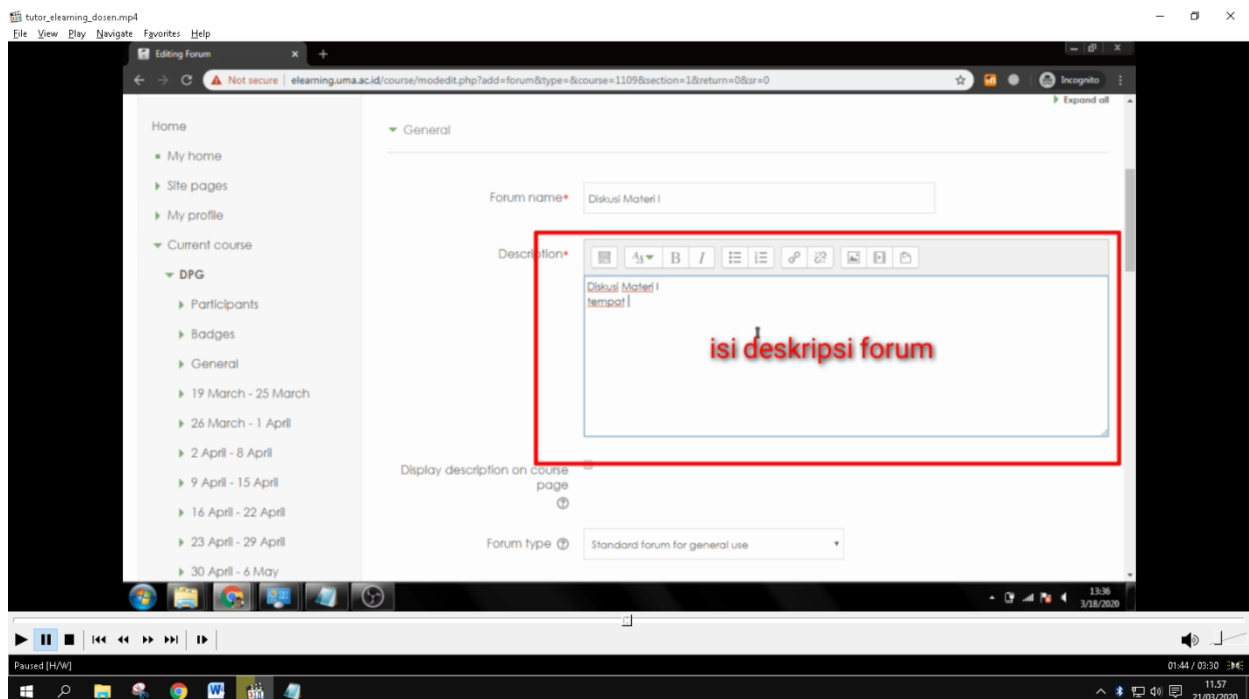 tutor_elearning_dosen.mp4
File View Play Navigate Favorites Help
Editing Forum
Not secure elearning.uma.ac.id/course/modedit.php?add=forum&type=&course=1109&section=1&return=0&sr=0
Incognito
Expand all
Home
General
My home
Site pages
Forum name* Diskusi Materi I
My profile
Current course
Description*
DPG
Diskusi Materi I
Participants
tempat
Badges
isi deskripsi forum
General
19 March - 25 March
26 March - 1 April
2 April - 8 April
Display description on course
page
9 April - 15 April
16 April - 22 April
23 April - 29 April
Forum type Standard forum for general use
30 April - 6 May
13:36
3/18/2020
Paused [H/W]
01:44 / 03:30
11.57
21/03/2020